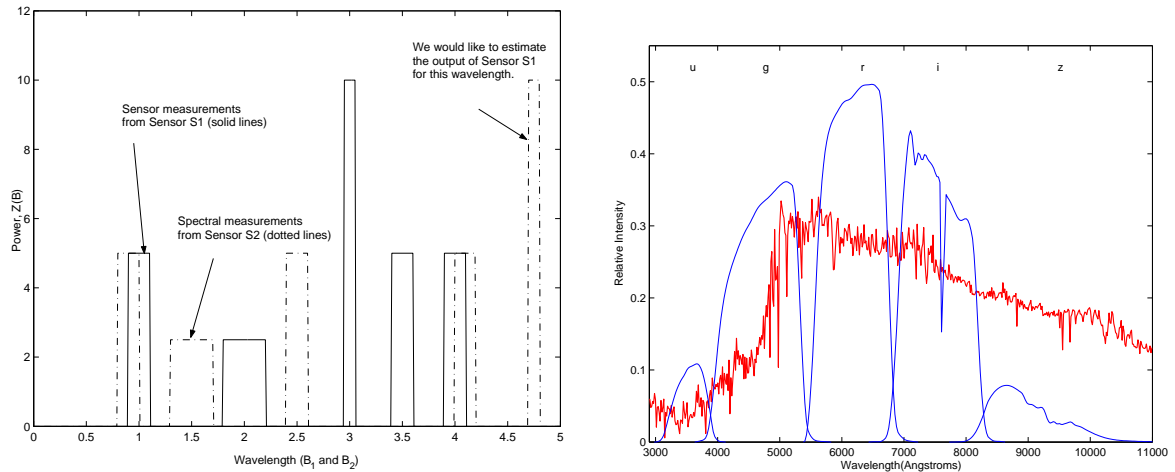 12
10
8
6
4
2
0
Power, Z(B)
0 0.5 1 1.5 2 2.5 3 3.5 4 4.5 5
Wavelength (B1 and B2)
Sensor measurements
from Sensor S1 (solid lines)
Spectral measurements
from Sensor S2 (dotted lines)
We would like to estimate
the output of Sensor S1
for this wavelength.
u g r i z
0.5
0.4
0.3
0.2
0.1
0
Relative Intensity
3000 4000 5000 6000 7000 8000 9000 10000 11000
Wavelength(Angstroms)